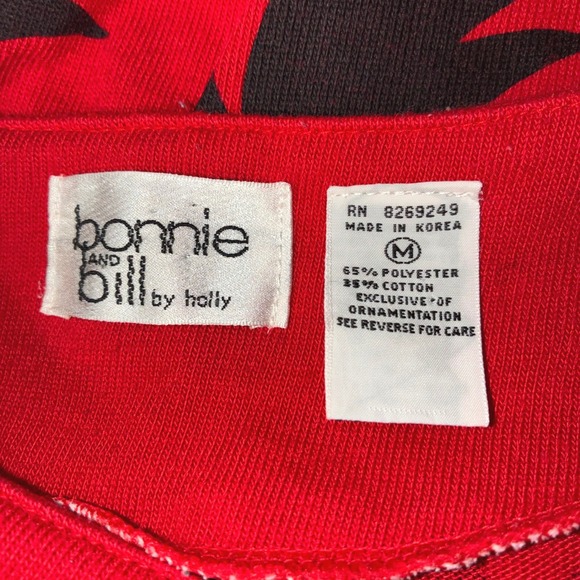 bonnie
AND
bill by holly
RN 8269249
MADE IN KOREA
M
65% POLYESTER
35% COTTON
EXCLUSIVE OF
ORNAMENTATION
SEE REVERSE FOR CARE